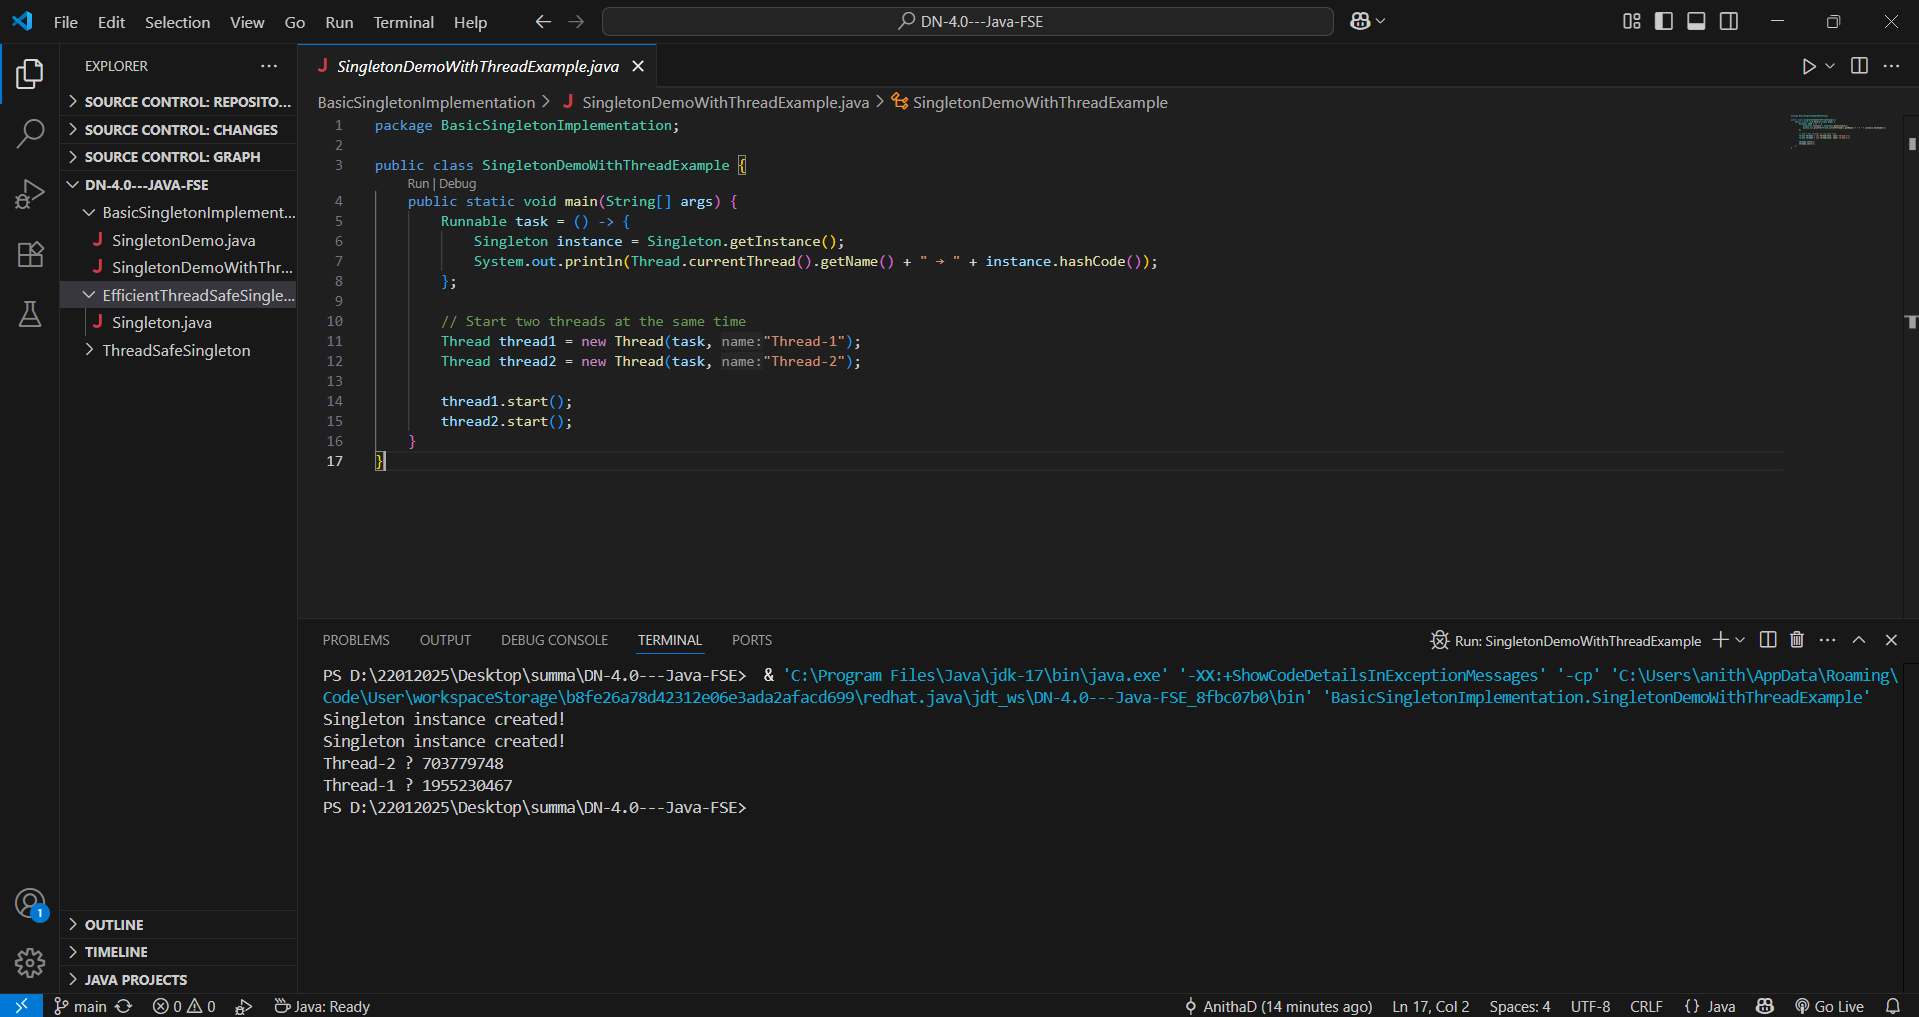 File Edit Selection View Go Run Terminal Help
DN-4.0---Java-FSE
EXPLORER
SOURCE CONTROL: REPOSITO...
SOURCE CONTROL: CHANGES
SOURCE CONTROL: GRAPH
DN-4.0---JAVA-FSE
BasicSingletonImplement...
SingletonDemo.java
SingletonDemoWithThr...
EfficientThreadSafeSingle...
Singleton.java
ThreadSafeSingleton
OUTLINE
TIMELINE
JAVA PROJECTS
1
J SingletonDemoWithThreadExample.java
BasicSingletonImplementation > J SingletonDemoWithThreadExample.java > SingletonDemoWithThreadExample
1 package BasicSingletonImplementation;
2
3 public class SingletonDemoWithThreadExample {
Run | Debug
4 public static void main(String[] args) {
5 Runnable task = () -> {
6 Singleton instance = Singleton.getInstance();
7 System.out.println(Thread.currentThread().getName() + " → " + instance.hashCode());
8 };
9
10 // Start two threads at the same time
11 Thread thread1 = new Thread(task, name:"Thread-1");
12 Thread thread2 = new Thread(task, name:"Thread-2");
13
14 thread1.start();
15 thread2.start();
16 }
17 }
PROBLEMS OUTPUT DEBUG CONSOLE TERMINAL PORTS
Run: SingletonDemoWithThreadExample
PS D:\22012025\Desktop\summa\DN-4.0---Java-FSE> & 'C:\Program Files\Java\jdk-17\bin\java.exe' '-XX:+ShowCodeDetailsInExceptionMessages' '-cp' 'C:\Users\anith\AppData\Roaming\
Code\User\workspaceStorage\b8fe26a78d42312e06e3ada2afacd699\redhat.java\jdt_ws\DN-4.0---Java-FSE_8fbc07b0\bin' 'BasicSingletonImplementation.SingletonDemoWithThreadExample'
Singleton instance created!
Singleton instance created!
Thread-2 ? 703779748
Thread-1 ? 1955230467
PS D:\22012025\Desktop\summa\DN-4.0---Java-FSE>
main 0 0 Java: Ready AnithaD (14 minutes ago) Ln 17, Col 2 Spaces: 4 UTF-8 CRLF {} Java Go Live